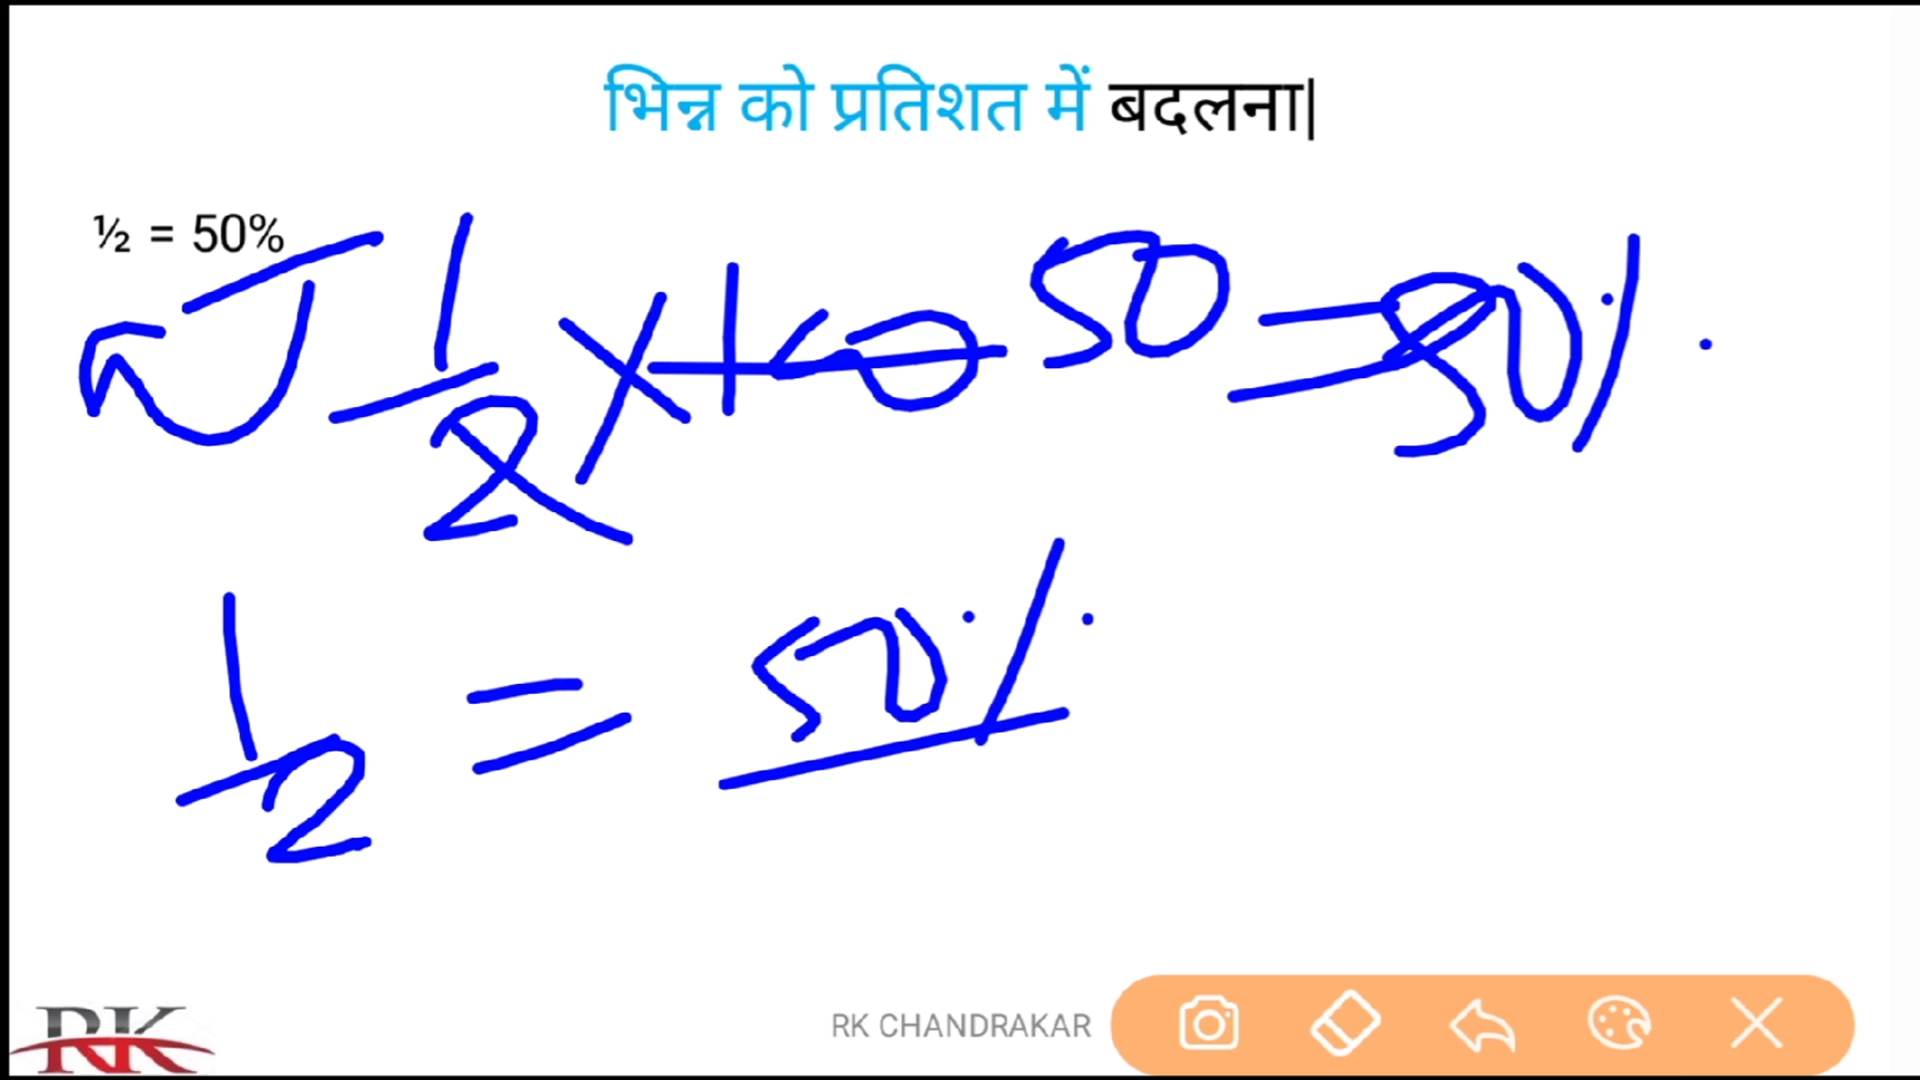 भिन्न को प्रतिशत में बदलना|
½ = 50%
1/2 × 100 50 = 50%
1/2 = 50%
RK
RK CHANDRAKAR